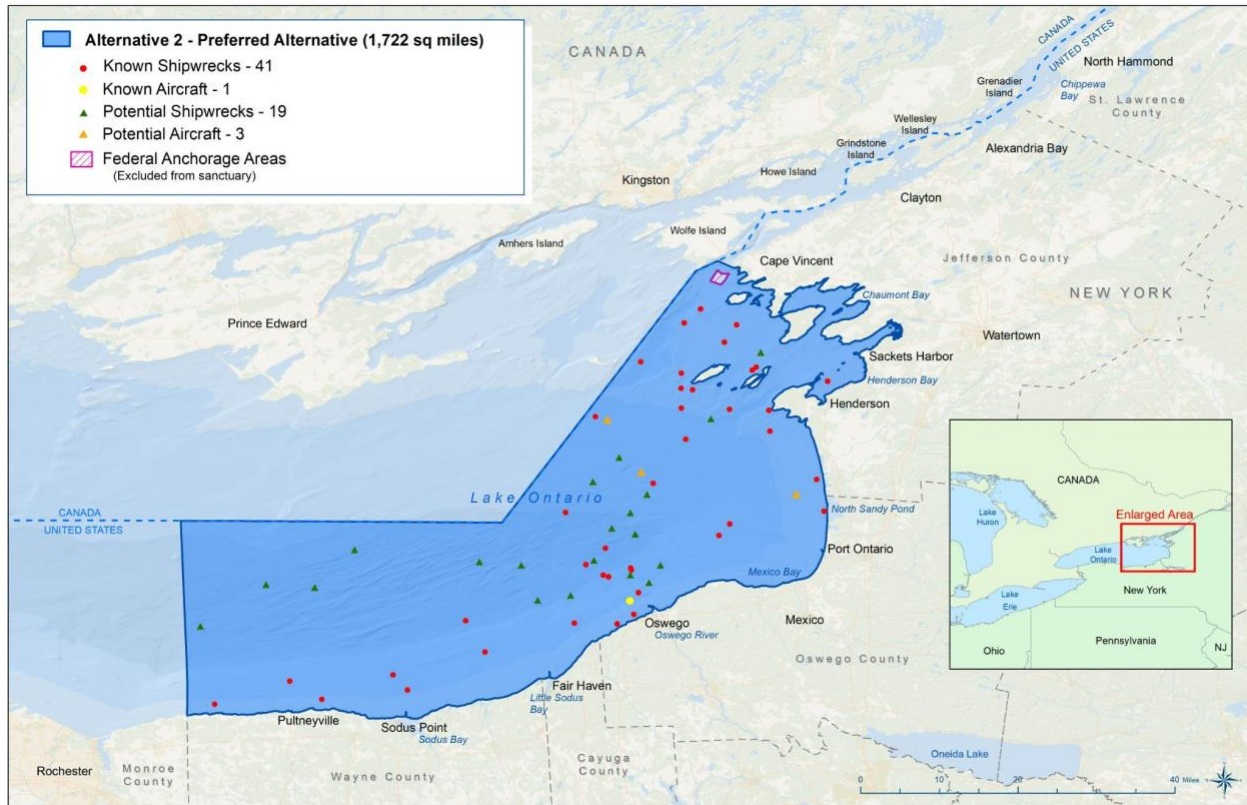 Alternative 2 - Preferred Alternative (1,722 sq miles)
Known Shipwrecks - 41
Known Aircraft - 1
Potential Shipwrecks - 19
Potential Aircraft - 3
Federal Anchorage Areas
(Excluded from sanctuary)
CANADA
CANADA
UNITED STATES
North Hammond
Grenadier
Island
Chippewa
Bay
St. Lawrence
County
Wellesley
Island
Alexandria Bay
Grindstone
Island
Howe Island
Kingston
Clayton
Wolfe Island
Amhers Island
Cape Vincent
Jefferson County
Chaumont Bay
NEW YORK
Prince Edward
Watertown
Sackets Harbor
Henderson Bay
Henderson
Lake Ontario
CANADA
UNITED STATES
North Sandy Pond
Port Ontario
Mexico Bay
Mexico
Oswego
Oswego River
Oswego County
Fair Haven
Little Sodus
Bay
Pultneyville
Sodus Point
Sodus Bay
Rochester
Monroe
County
Wayne County
Cayuga
County
Oneida Lake
0 10 20 40 Miles
CANADA
Lake
Huron
Enlarged Area
Lake
Ontario
New York
Lake
Erie
Pennsylvania
Ohio
NJ